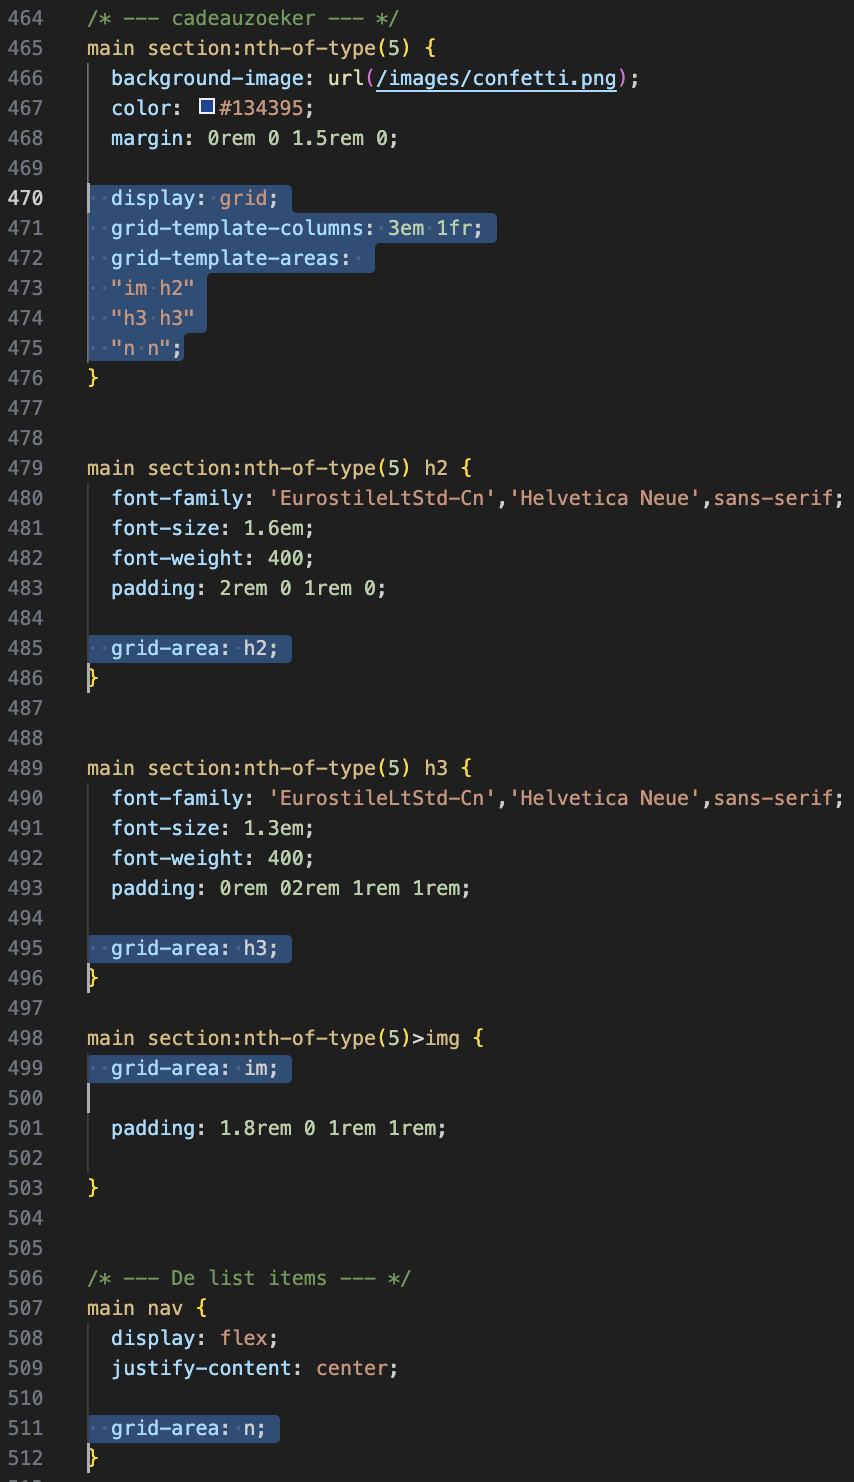 464 /* --- cadeauzoeker --- */
465 main section:nth-of-type(5) {
466 background-image: url(/images/confetti.png);
467 color: #134395;
468 margin: 0rem 0 1.5rem 0;
469
470 display: grid;
471 grid-template-columns: 3em 1fr;
472 grid-template-areas:
473 "im h2"
474 "h3 h3"
475 "n n";
476 }
477
478
479 main section:nth-of-type(5) h2 {
480 font-family: 'EurostileLtStd-Cn','Helvetica Neue',sans-serif;
481 font-size: 1.6em;
482 font-weight: 400;
483 padding: 2rem 0 1rem 0;
484
485 grid-area: h2;
486 }
487
488
489 main section:nth-of-type(5) h3 {
490 font-family: 'EurostileLtStd-Cn','Helvetica Neue',sans-serif;
491 font-size: 1.3em;
492 font-weight: 400;
493 padding: 0rem 02rem 1rem 1rem;
494
495 grid-area: h3;
496 }
497
498 main section:nth-of-type(5)>img {
499 grid-area: im;
500
501 padding: 1.8rem 0 1rem 1rem;
502
503 }
504
505
506 /* --- De list items --- */
507 main nav {
508 display: flex;
509 justify-content: center;
510
511 grid-area: n;
512 }